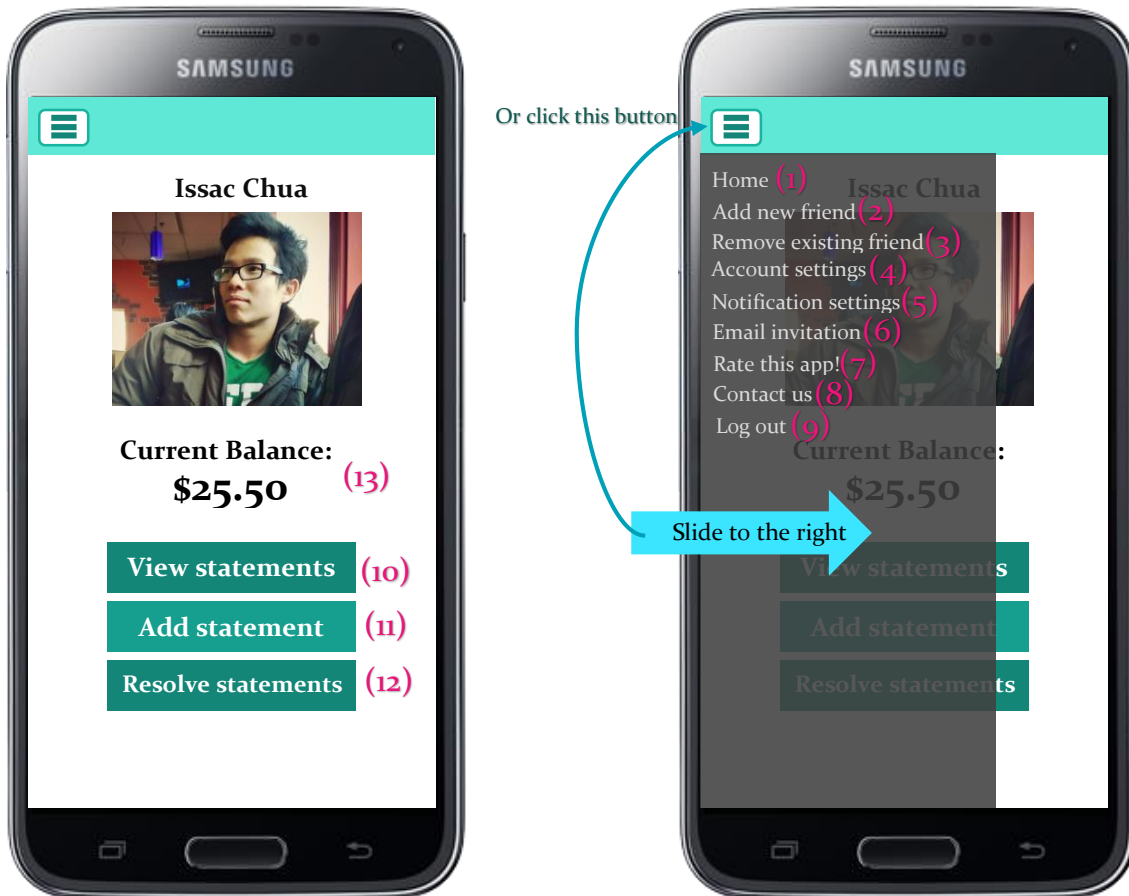 SAMSUNG
Issac Chua
Current Balance:
$25.50
(13)
View statements (10)
Add statement (11)
Resolve statements (12)
Or click this button
SAMSUNG
Home (1)
Add new friend (2)
Remove existing friend (3)
Account settings (4)
Notification settings (5)
Email invitation (6)
Rate this app! (7)
Contact us (8)
Log out (9)
Issac Chua
Current Balance:
$25.50
Slide to the right
View statements
Add statement
Resolve statements